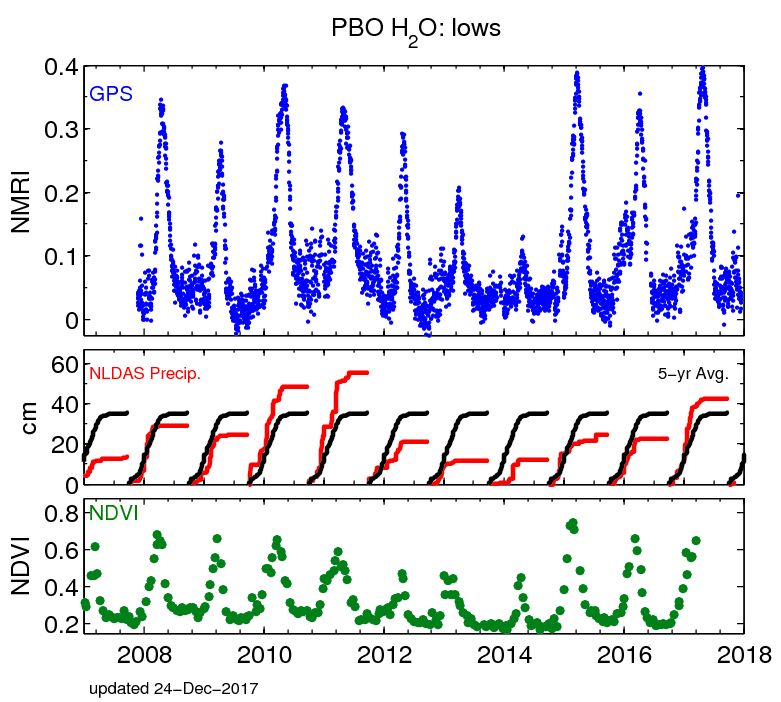 PBO H2O: lows
0.4
GPS
0.3
NMRI
0.2
0.1
0
60
NLDAS Precip.
5-yr Avg.
40
cm
20
0
0.8
NDVI
0.6
NDVI
0.4
0.2
2008 2010 2012 2014 2016 2018
updated 24-Dec-2017